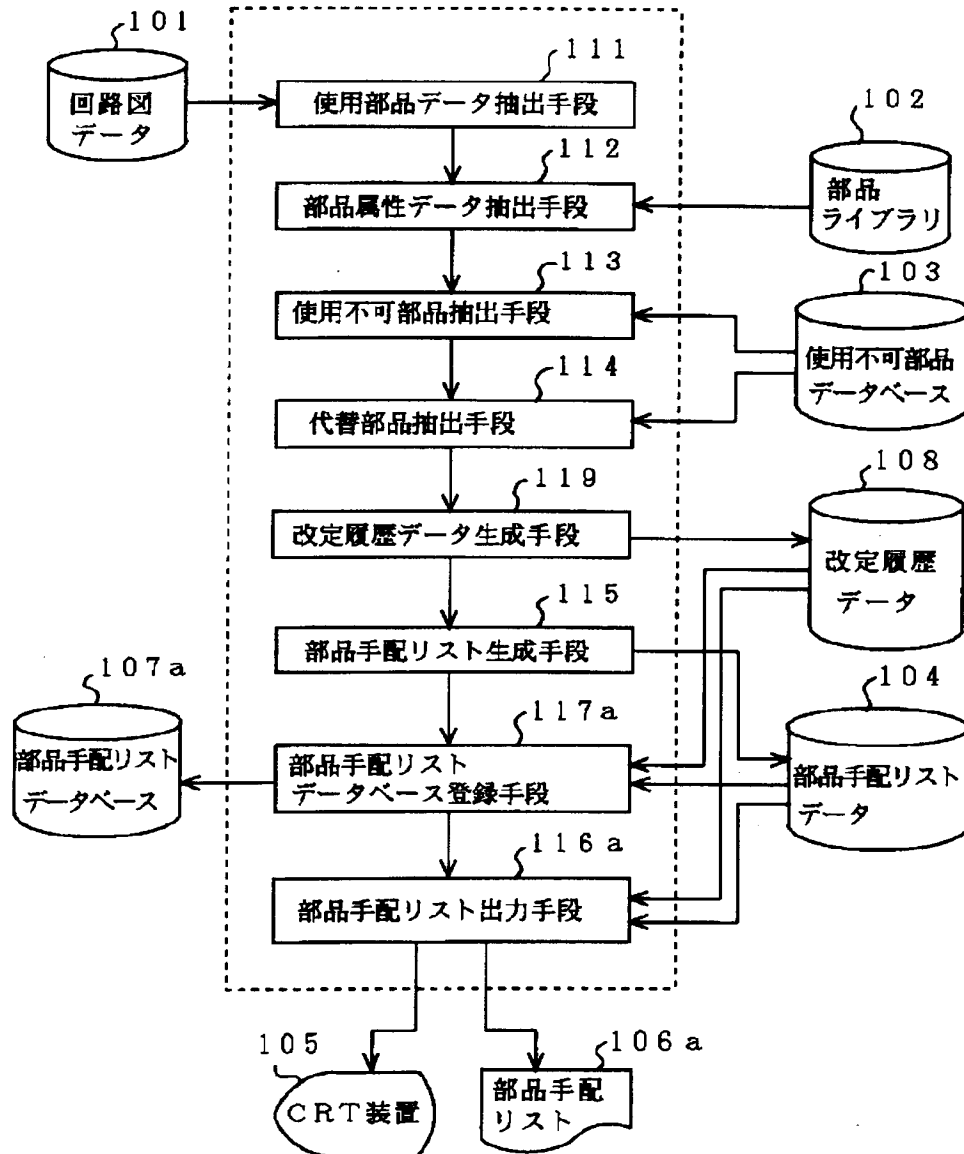 101
回路図
データ
111
使用部品データ抽出手段
102
部品
ライブラリ
112
部品属性データ抽出手段
113
使用不可部品抽出手段
103
使用不可部品
データベース
114
代替部品抽出手段
119
改定履歴データ生成手段
108
改定履歴
データ
115
部品手配リスト生成手段
107a
部品手配リスト
データベース
117a
部品手配リスト
データベース登録手段
104
部品手配リスト
データ
116a
部品手配リスト出力手段
105
CRT装置
106a
部品手配
リスト